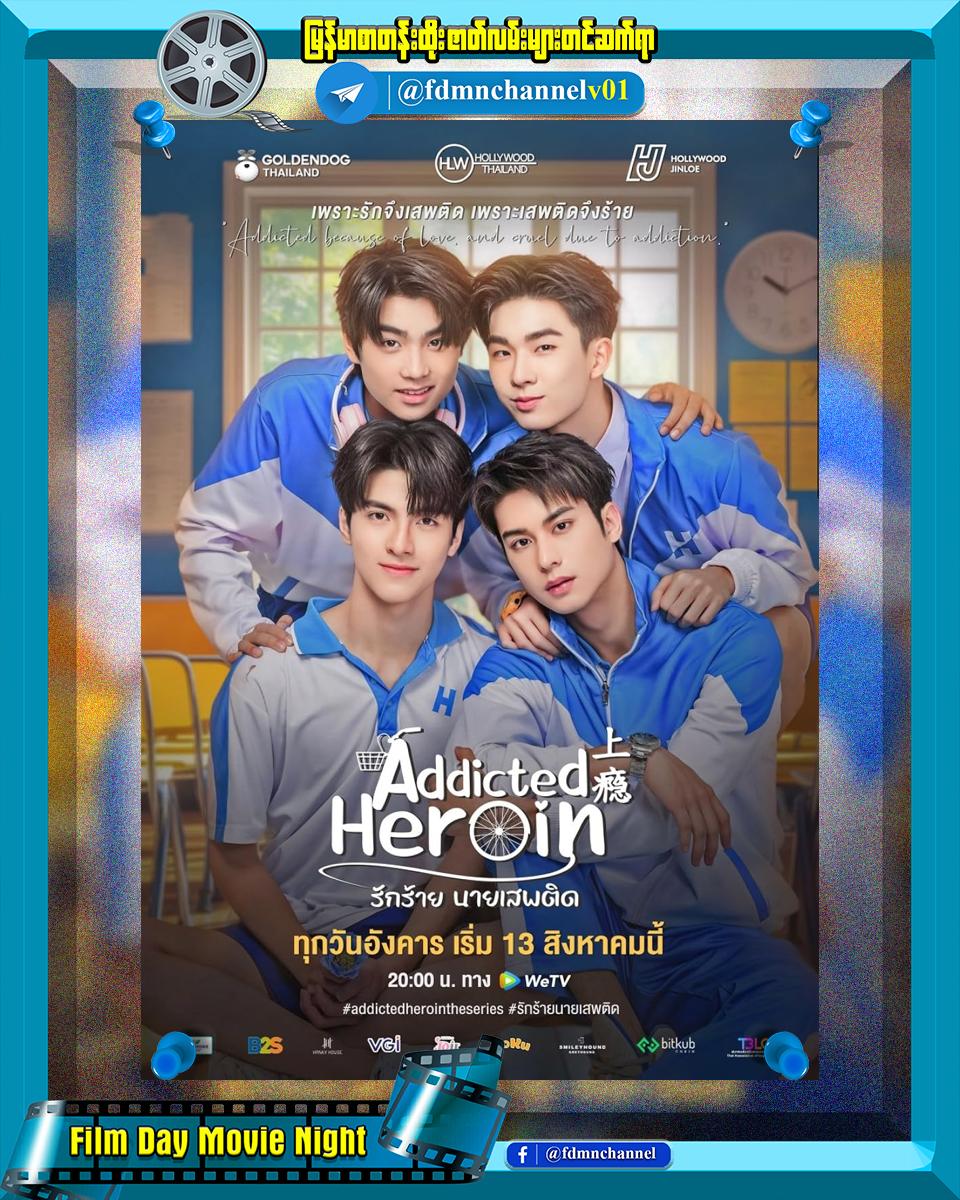 မြန်မာစာတန်းထိုးဇာတ်လမ်းများတင်ဆက်ရာ
@fdmnchannelv01
GOLDENDOG
THAILAND
HLW HOLLYWOOD
THAILAND
HJ HOLLYWOOD
JINLOE
เพราะรักจึงเสพติด เพราะเสพติดจึงร้าย
"Addicted because of love, and cruel due to addiction."
H
H
Addicted 上瘾
Heroin
รักร้าย นายเสพติด
ทุกวันอังคาร เริ่ม 13 สิงหาคมนี้
20:00 น. ทาง WeTV
#addictedherointheseries #รักร้ายนายเสพติด
B2S VGI SMILEYHOUND bitkub
GREYHOUND CHAIN
Film Day Movie Night
@fdmnchannel